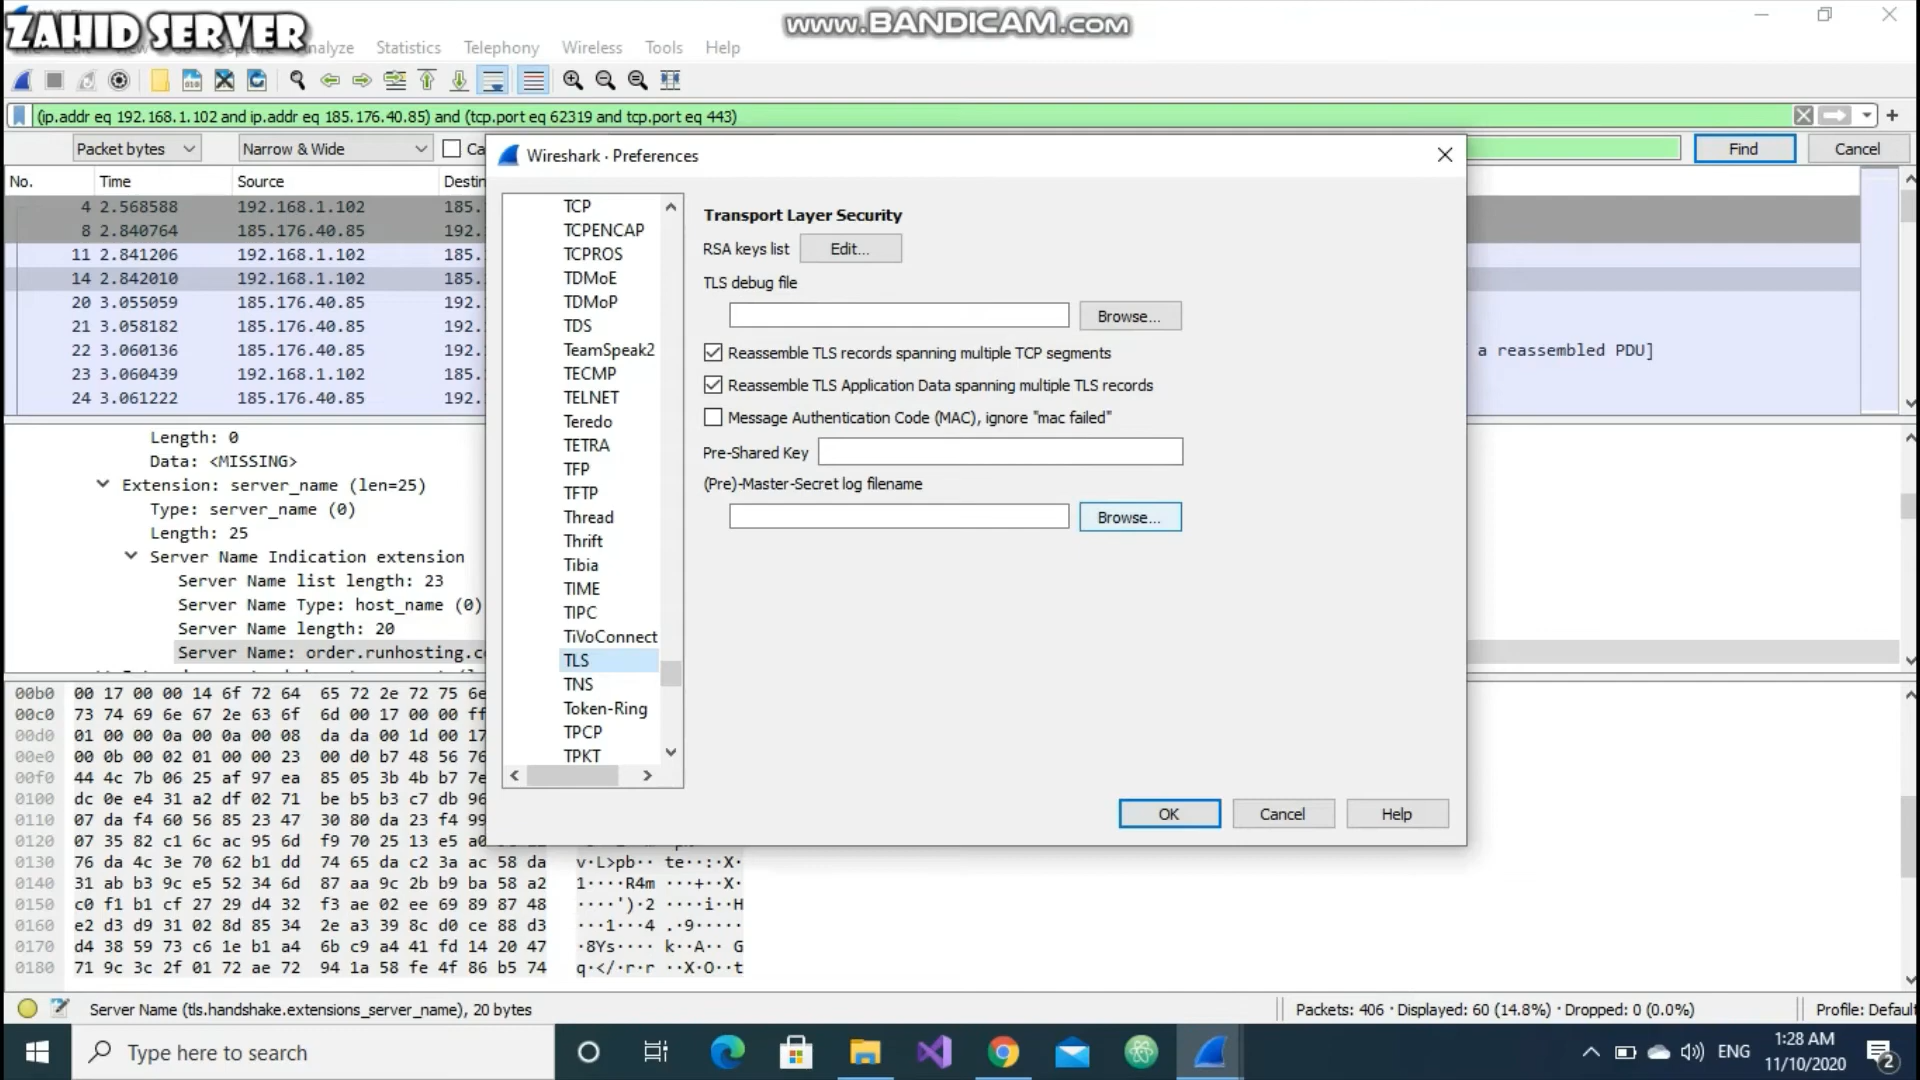 ZAHID SERVER
www.BANDICAM.com
Analyze Statistics Telephony Wireless Tools Help
(ip.addr eq 192.168.1.102 and ip.addr eq 185.176.40.85) and (tcp.port eq 62319 and tcp.port eq 443)
Packet bytes Narrow & Wide Ca Find Cancel
No. Time Source Destin
4 2.568588 192.168.1.102 185.
8 2.840764 185.176.40.85 192.
11 2.841206 192.168.1.102 185.
14 2.842010 192.168.1.102 185.
20 3.055059 185.176.40.85 192.
21 3.058182 185.176.40.85 192.
22 3.060136 185.176.40.85 192. a reassembled PDU]
23 3.060439 192.168.1.102 185.
24 3.061222 185.176.40.85 192.
Length: 0
Data: <MISSING>
Extension: server_name (len=25)
Type: server_name (0)
Length: 25
Server Name Indication extension
Server Name list length: 23
Server Name Type: host_name (0)
Server Name length: 20
Server Name: order.runhosting.c
Wireshark · Preferences
TCP
TCPENCAP
TCPROS
TDMoE
TDMoP
TDS
TeamSpeak2
TECMP
TELNET
Teredo
TETRA
TFP
TFTP
Thread
Thrift
Tibia
TIME
TIPC
TiVoConnect
TLS
TNS
Token-Ring
TPCP
TPKT
Transport Layer Security
RSA keys list Edit...
TLS debug file
Browse...
Reassemble TLS records spanning multiple TCP segments
Reassemble TLS Application Data spanning multiple TLS records
Message Authentication Code (MAC), ignore "mac failed"
Pre-Shared Key
(Pre)-Master-Secret log filename
Browse...
OK Cancel Help
00b0 00 17 00 00 14 6f 72 64 65 72 2e 72 75 6e
00c0 73 74 69 6e 67 2e 63 6f 6d 00 17 00 00 ff
00d0 01 00 00 0a 00 0a 00 08 da da 00 1d 00 17
00e0 00 0b 00 02 01 00 00 23 00 d0 b7 48 56 76
00f0 44 4c 7b 06 25 af 97 ea 85 05 3b 4b b7 7e
0100 dc 0e e4 31 a2 df 02 71 be b5 b3 c7 db 96
0110 07 da f4 60 56 85 23 47 30 80 da 23 f4 99
0120 07 35 82 c1 6c ac 95 6d f9 70 25 13 e5 a0
0130 76 da 4c 3e 70 62 b1 dd 74 65 da c2 3a ac 58 da v·L>pb·· te··:·X·
0140 31 ab b3 9c e5 52 34 6d 87 aa 9c 2b b9 ba 58 a2 1····R4m ···+··X·
0150 c0 f1 b1 cf 27 29 d4 32 f3 ae 02 ee 69 89 87 48 ····')·2 ····i··H
0160 e2 d3 d9 31 02 8d 85 34 2e a3 39 8c d0 ce 88 d3 ···1···4 .·9·····
0170 d4 38 59 73 c6 1e b1 a4 6b c9 a4 41 fd 14 20 47 ·8Ys···· k··A·· G
0180 71 9c 3c 2f 01 72 ae 72 94 1a 58 fe 4f 86 b5 74 q·</·r·r ··X·O··t
Server Name (tls.handshake.extensions_server_name), 20 bytes Packets: 406 · Displayed: 60 (14.8%) · Dropped: 0 (0.0%) Profile: Default
Type here to search ENG 1:28 AM
11/10/2020 2